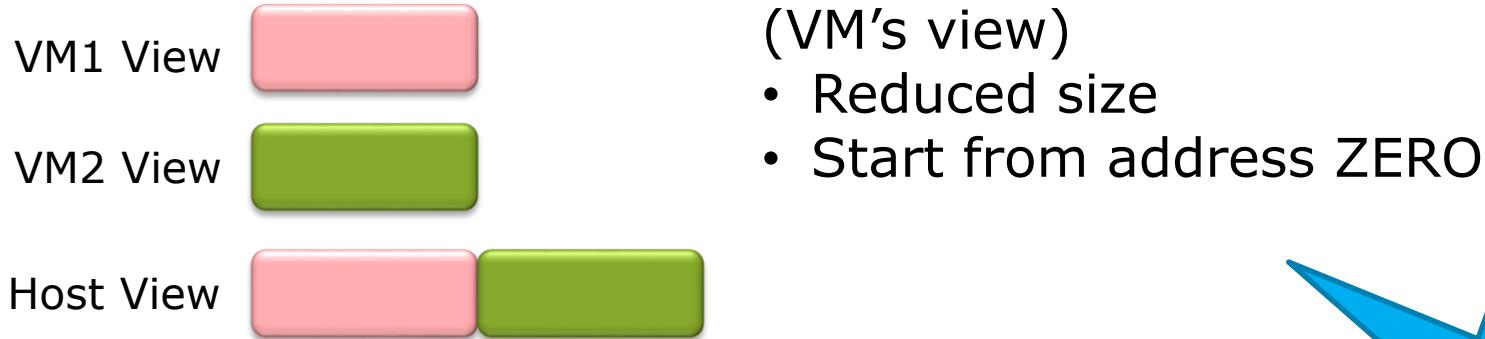 VM1 View
VM2 View
Host View
(VM’s view)
• Reduced size
• Start from address ZERO